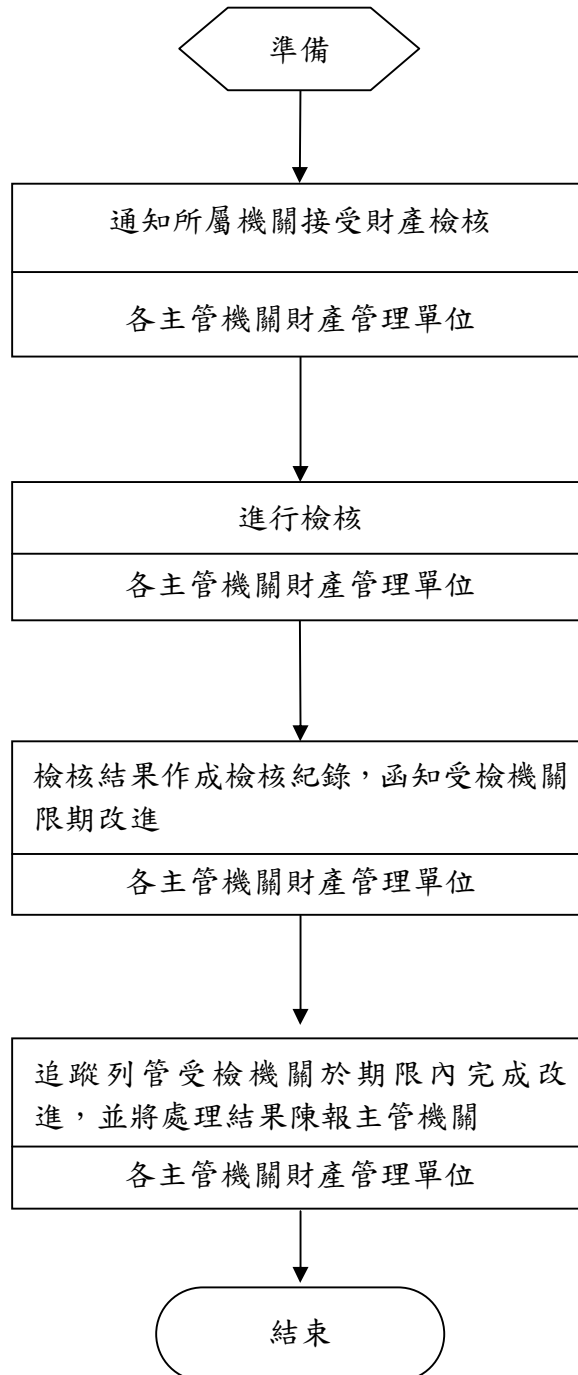 準備
通知所屬機關接受財產檢核
各主管機關財產管理單位
進行檢核
各主管機關財產管理單位
檢核結果作成檢核紀錄，函知受檢機關
限期改進
各主管機關財產管理單位
追蹤列管受檢機關於期限內完成改
進，並將處理結果陳報主管機關
各主管機關財產管理單位
結束